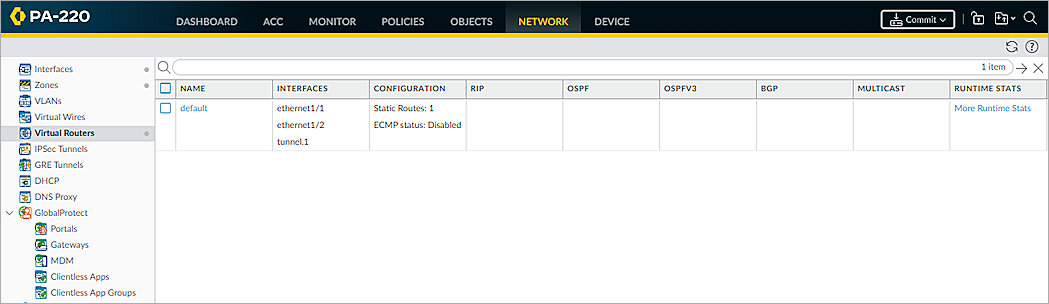 PA-220 DASHBOARD ACC MONITOR POLICIES OBJECTS NETWORK DEVICE Commit
1 item
Interfaces
Zones
VLANs
Virtual Wires
Virtual Routers
IPSec Tunnels
GRE Tunnels
DHCP
DNS Proxy
GlobalProtect
Portals
Gateways
MDM
Clientless Apps
Clientless App Groups
NAME INTERFACES CONFIGURATION RIP OSPF OSPFV3 BGP MULTICAST RUNTIME STATS
default ethernet1/1 Static Routes: 1 More Runtime Stats
ethernet1/2 ECMP status: Disabled
tunnel.1